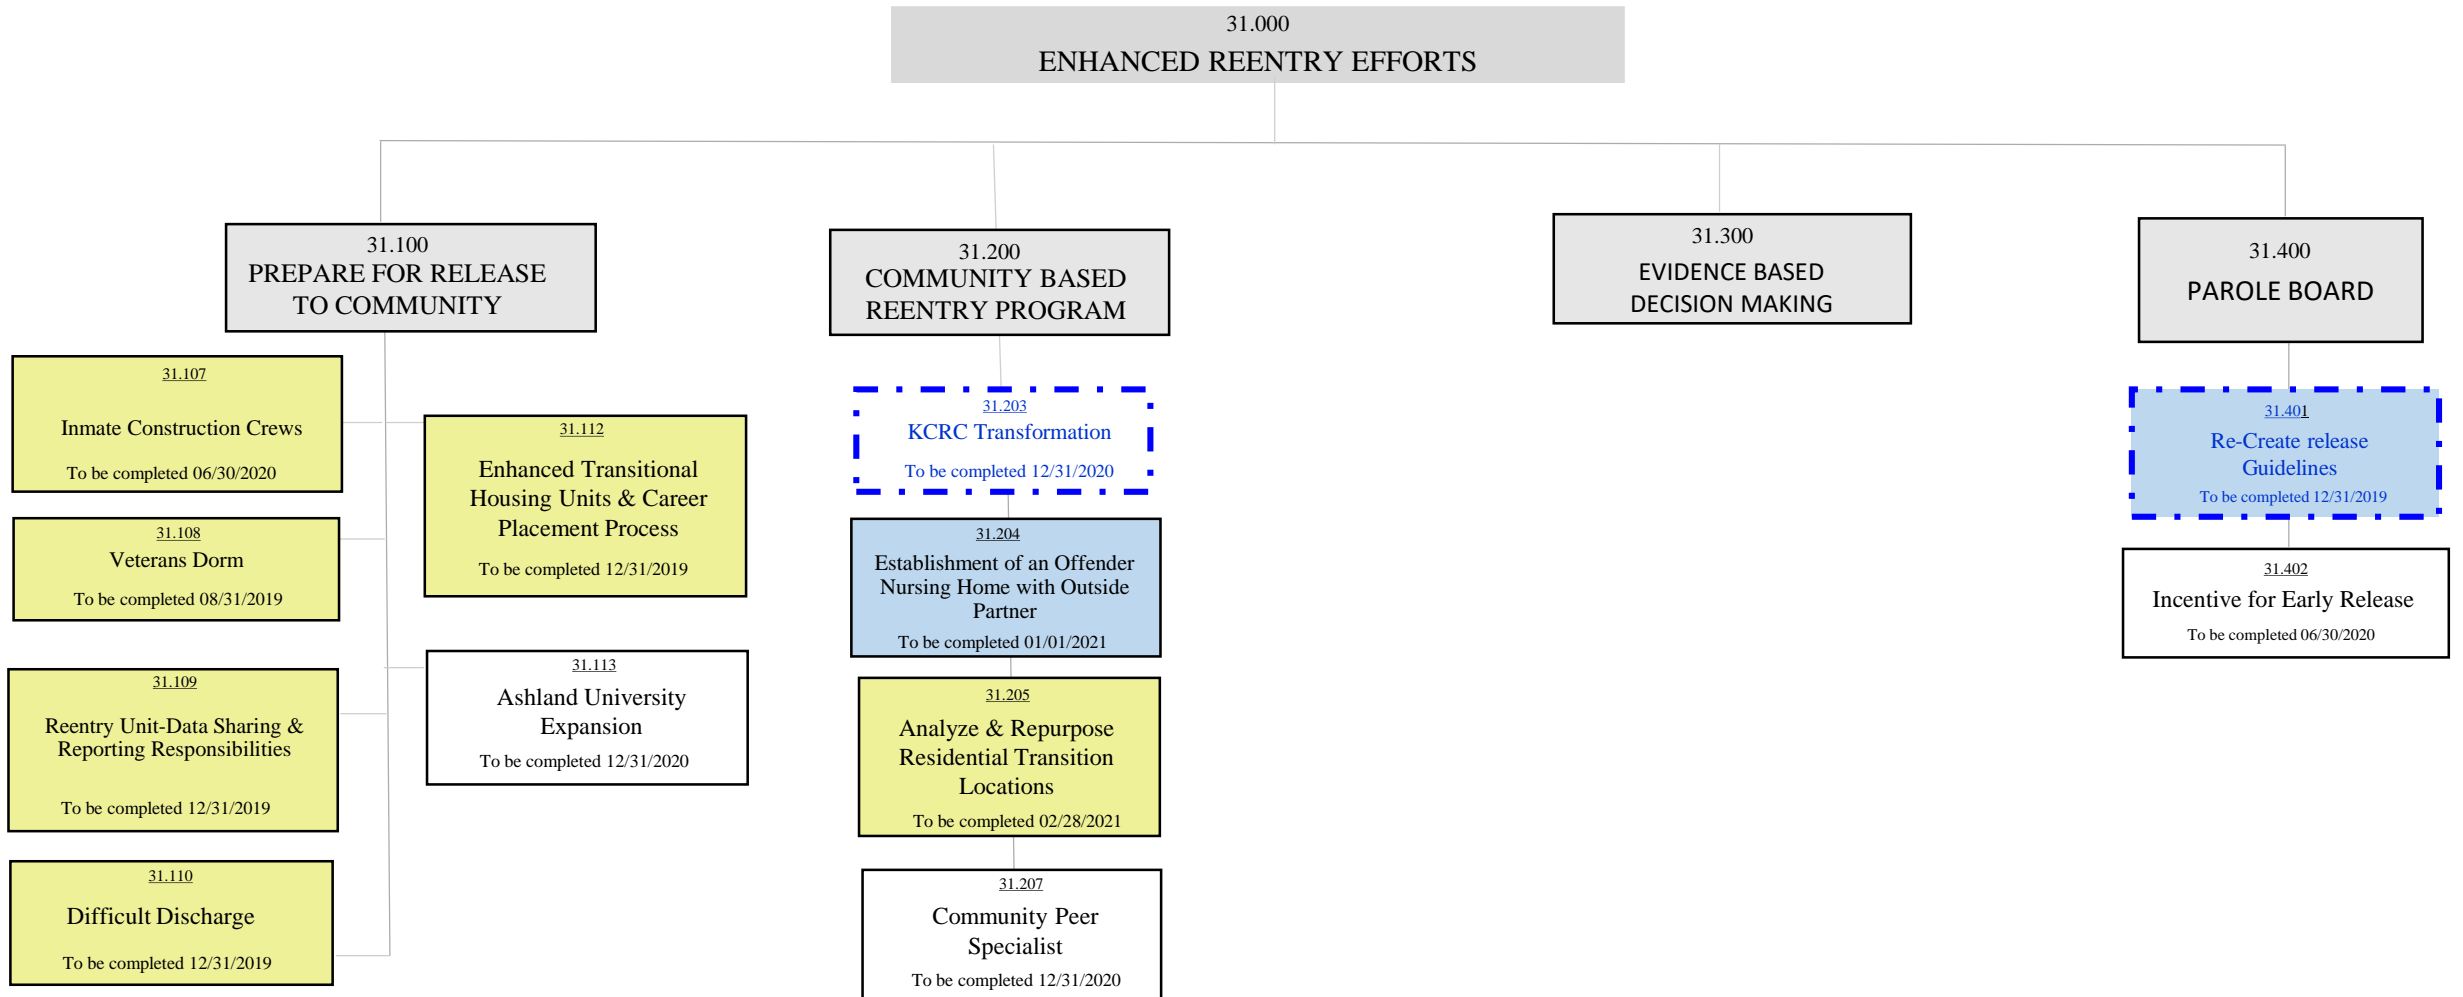 31.000
ENHANCED REENTRY EFFORTS
31.100
PREPARE FOR RELEASE
TO COMMUNITY
31.107
Inmate Construction Crews
To be completed 06/30/2020
31.108
Veterans Dorm
To be completed 08/31/2019
31.109
Reentry Unit-Data Sharing &
Reporting Responsibilities
To be completed 12/31/2019
31.110
Difficult Discharge
To be completed 12/31/2019
31.112
Enhanced Transitional
Housing Units & Career
Placement Process
To be completed 12/31/2019
31.113
Ashland University
Expansion
To be completed 12/31/2020
31.200
COMMUNITY BASED
REENTRY PROGRAM
31.203
KCRC Transformation
To be completed 12/31/2020
31.204
Establishment of an Offender
Nursing Home with Outside
Partner
To be completed 01/01/2021
31.205
Analyze & Repurpose
Residential Transition
Locations
To be completed 02/28/2021
31.207
Community Peer
Specialist
To be completed 12/31/2020
31.300
EVIDENCE BASED
DECISION MAKING
31.400
PAROLE BOARD
31.401
Re-Create release
Guidelines
To be completed 12/31/2019
31.402
Incentive for Early Release
To be completed 06/30/2020